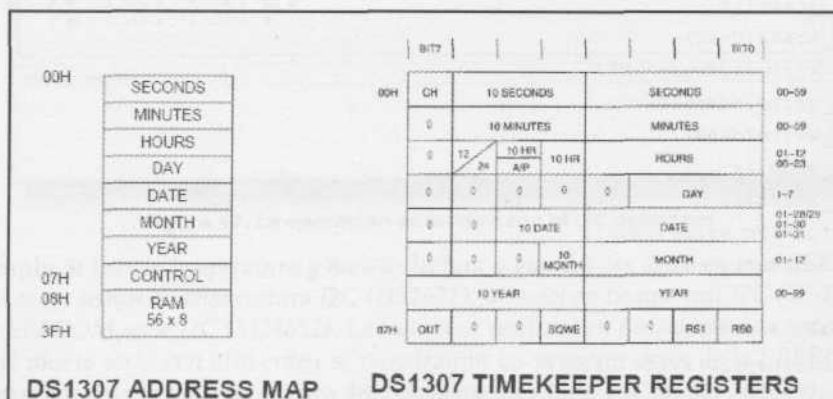 00H
SECONDS
MINUTES
HOURS
DAY
DATE
MONTH
YEAR
07H CONTROL
08H RAM
56 x 8
3FH
DS1307 ADDRESS MAP
BIT7 BIT0
00H CH 10 SECONDS SECONDS 00-59
0 10 MINUTES MINUTES 00-59
0 12 24 10 HR A/P 10 HR HOURS 01-12 00-23
0 0 0 0 0 DAY 1-7
0 0 10 DATE DATE 01-28/29 01-30 01-31
0 0 0 10 MONTH MONTH 01-12
10 YEAR YEAR 00-99
07H OUT 0 0 SQWE 0 0 RS1 RS0
DS1307 TIMEKEEPER REGISTERS